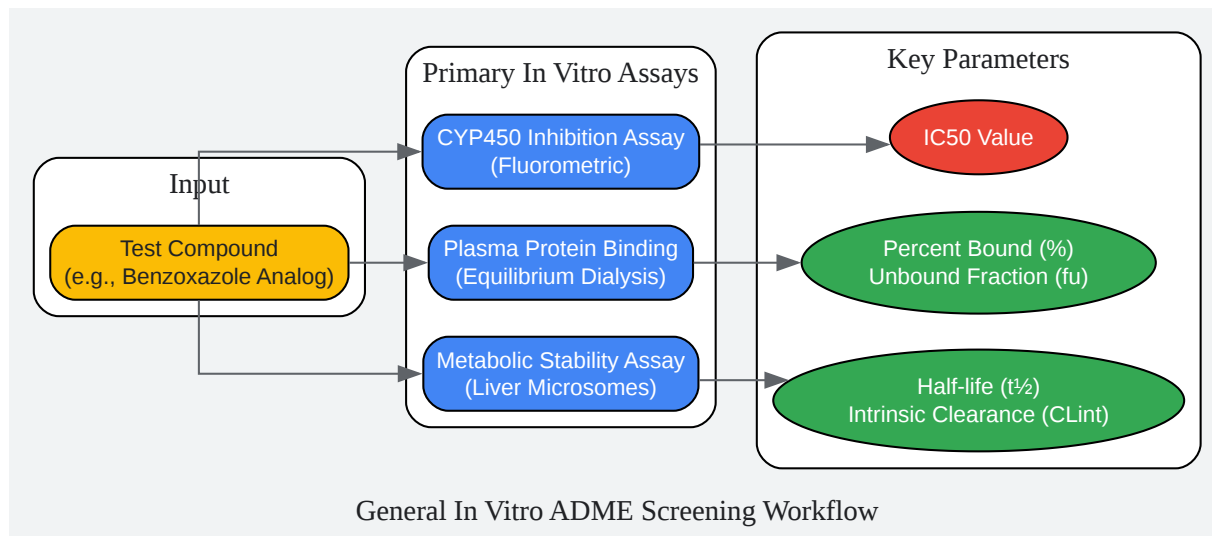 Input
Test Compound
(e.g., Benzoxazole Analog)
Primary In Vitro Assays
CYP450 Inhibition Assay
(Fluorometric)
Plasma Protein Binding
(Equilibrium Dialysis)
Metabolic Stability Assay
(Liver Microsomes)
Key Parameters
IC50 Value
Percent Bound (%)
Unbound Fraction (fu)
Half-life (t½)
Intrinsic Clearance (CLint)
General In Vitro ADME Screening Workflow